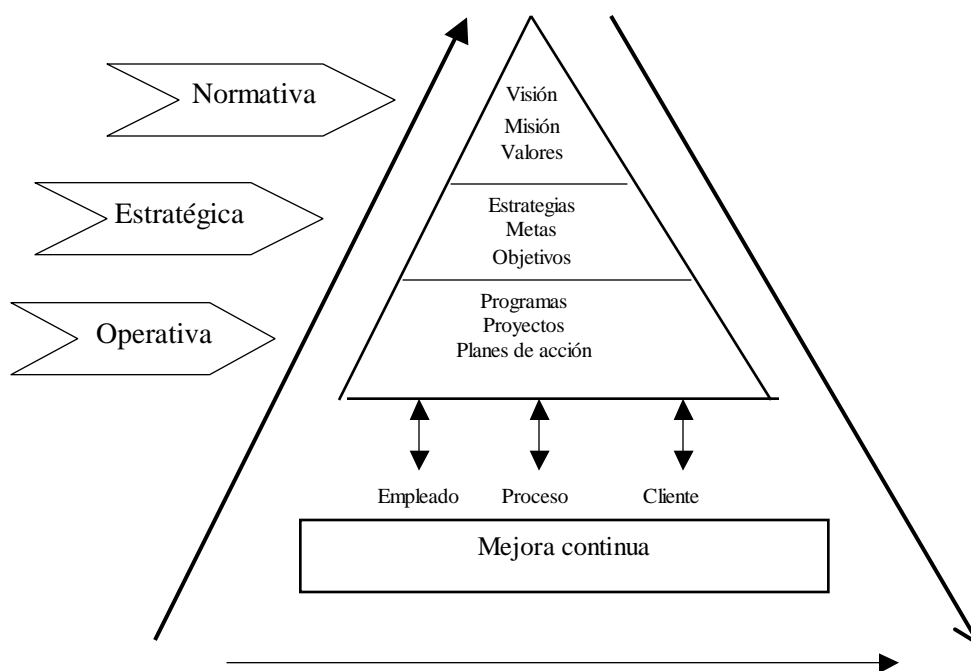 Normativa
Visión
Misión
Valores
Estratégica
Estrategias
Metas
Objetivos
Operativa
Programas
Proyectos
Planes de acción
Empleado Proceso Cliente
Mejora continua